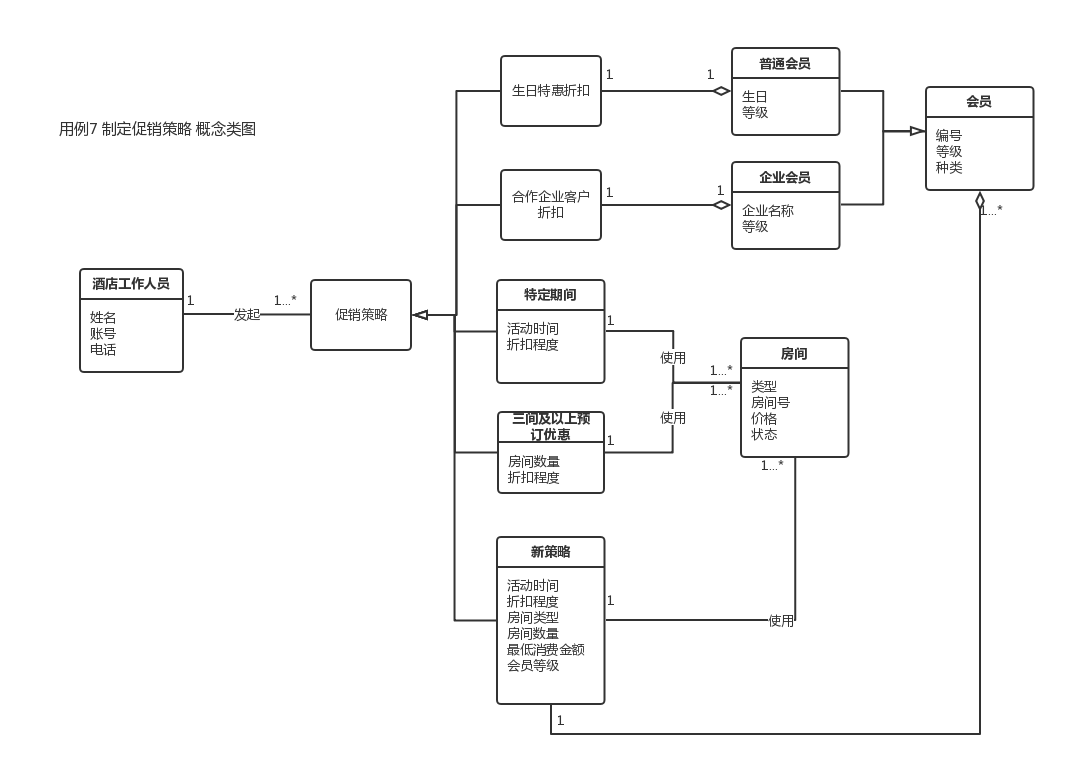 用例7 制定促销策略 概念类图
酒店工作人员
姓名
账号
电话
1
发起
1...*
促销策略
生日特惠折扣
1
1
普通会员
生日
等级
合作企业客户
折扣
1
1
企业会员
企业名称
等级
会员
编号
等级
种类
1...*
特定期间
活动时间
折扣程度
1
使用
1...*
三间及以上预
订优惠
房间数量
折扣程度
1
使用
1...*
房间
类型
房间号
价格
状态
1...*
新策略
活动时间
折扣程度
房间类型
房间数量
最低消费金额
会员等级
1
使用
1